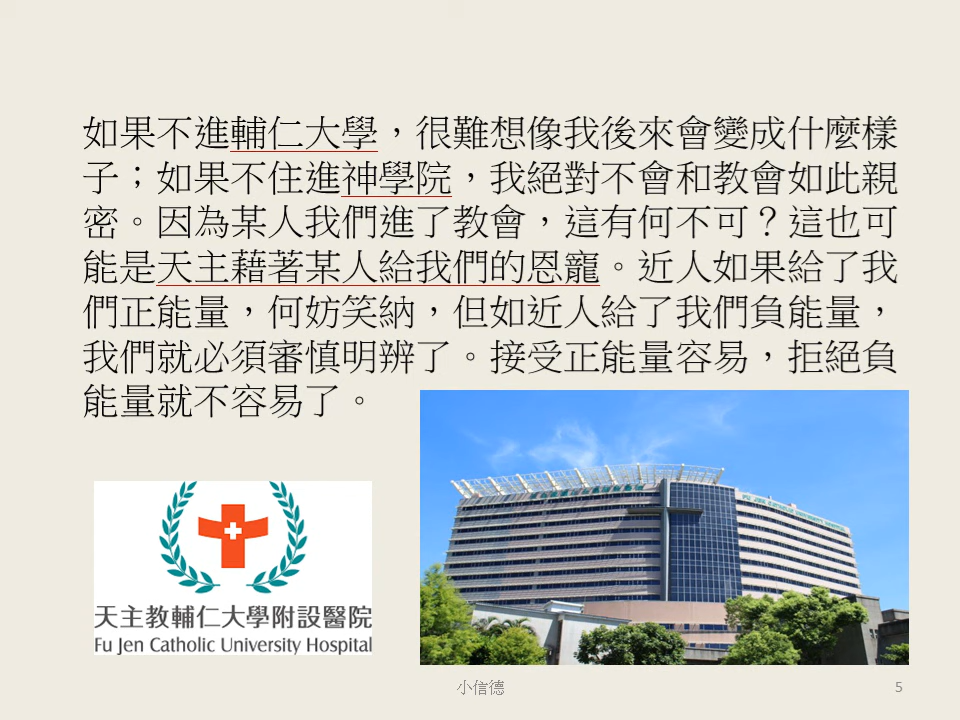 如果不進輔仁大學，很難想像我後來會變成什麼樣
子；如果不住進神學院，我絕對不會和教會如此親
密。因為某人我們進了教會，這有何不可？這也可
能是天主藉著某人給我們的恩寵。近人如果給了我
們正能量，何妨笑納，但如近人給了我們負能量，
我們就必須審慎明辨了。接受正能量容易，拒絕負
能量就不容易了。
天主教輔仁大學附設醫院
Fu Jen Catholic University Hospital
FU JEN CATHOLIC UNIVERSITY HOSPITAL
小信德
5